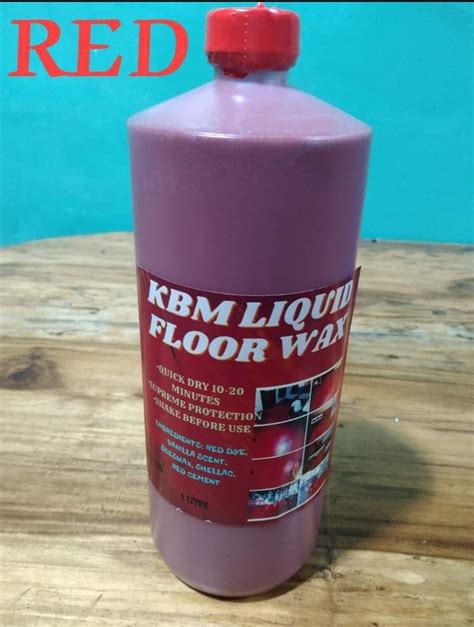 RED
KBM LIQUID
FLOOR WAX
-QUICK DRY 10-20
MINUTES
-SUPREME PROTECTION
-SHAKE BEFORE USE
INGREDIENTS: RED DYE,
VANILLA SCENT,
BEESWAX, SHELLAC,
RED CEMENT
1 LITER